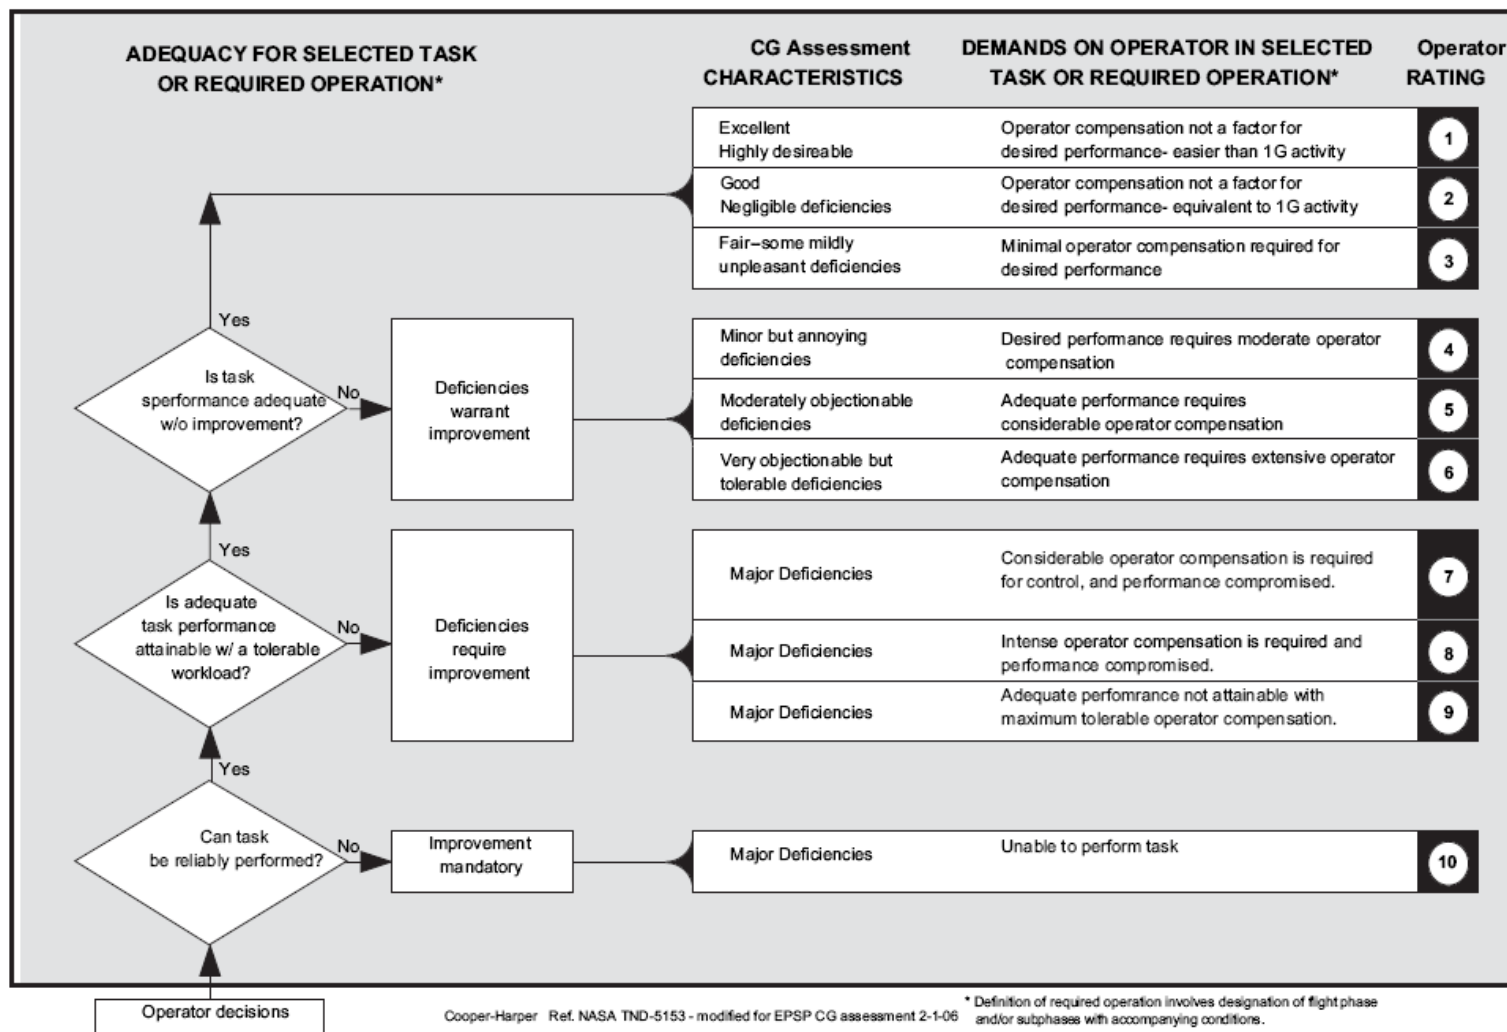 ADEQUACY FOR SELECTED TASK
OR REQUIRED OPERATION*
CG Assessment
CHARACTERISTICS
DEMANDS ON OPERATOR IN SELECTED
TASK OR REQUIRED OPERATION*
Operator
RATING
Excellent
Highly desireable
Operator compensation not a factor for
desired performance- easier than 1G activity
1
Good
Negligible deficiencies
Operator compensation not a factor for
desired performance- equivalent to 1G activity
2
Fair–some mildly
unpleasant deficiencies
Minimal operator compensation required for
desired performance
3
Yes
Is task
sperformance adequate
w/o improvement?
No
Deficiencies
warrant
improvement
Minor but annoying
deficiencies
Desired performance requires moderate operator
compensation
4
Moderately objectionable
deficiencies
Adequate performance requires
considerable operator compensation
5
Very objectionable but
tolerable deficiencies
Adequate performance requires extensive operator
compensation
6
Yes
Is adequate
task performance
attainable w/ a tolerable
workload?
No
Deficiencies
require
improvement
Major Deficiencies
Considerable operator compensation is required
for control, and performance compromised.
7
Major Deficiencies
Intense operator compensation is required and
performance compromised.
8
Major Deficiencies
Adequate perfomrance not attainable with
maximum tolerable operator compensation.
9
Yes
Can task
be reliably performed?
No
Improvement
mandatory
Major Deficiencies
Unable to perform task
10
Operator decisions
Cooper-Harper Ref. NASA TND-5153 - modified for EPSP CG assessment 2-1-06
* Definition of required operation involves designation of flight phase
and/or subphases with accompanying conditions.